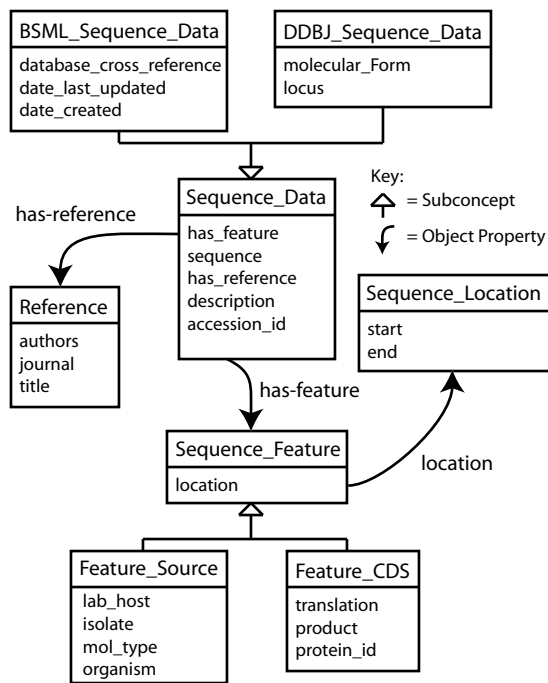 BSML_Sequence_Data
database_cross_reference
date_last_updated
date_created
DDBJ_Sequence_Data
molecular_Form
locus
Sequence_Data
has_feature
sequence
has_reference
description
accession_id
Key:
= Subconcept
= Object Property
has-reference
Reference
authors
journal
title
Sequence_Location
start
end
has-feature
Sequence_Feature
location
location
Feature_Source
lab_host
isolate
mol_type
organism
Feature_CDS
translation
product
protein_id